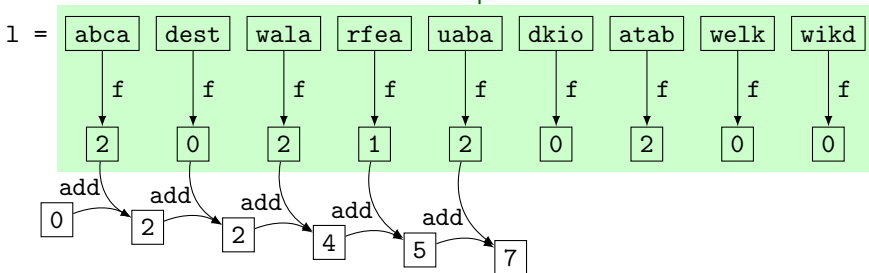 l = abca dest wala rfea uaba dkio atab welk wikd
f f f f f f f f f
2 0 2 1 2 0 2 0 0
add add add add add
0 2 2 4 5 7